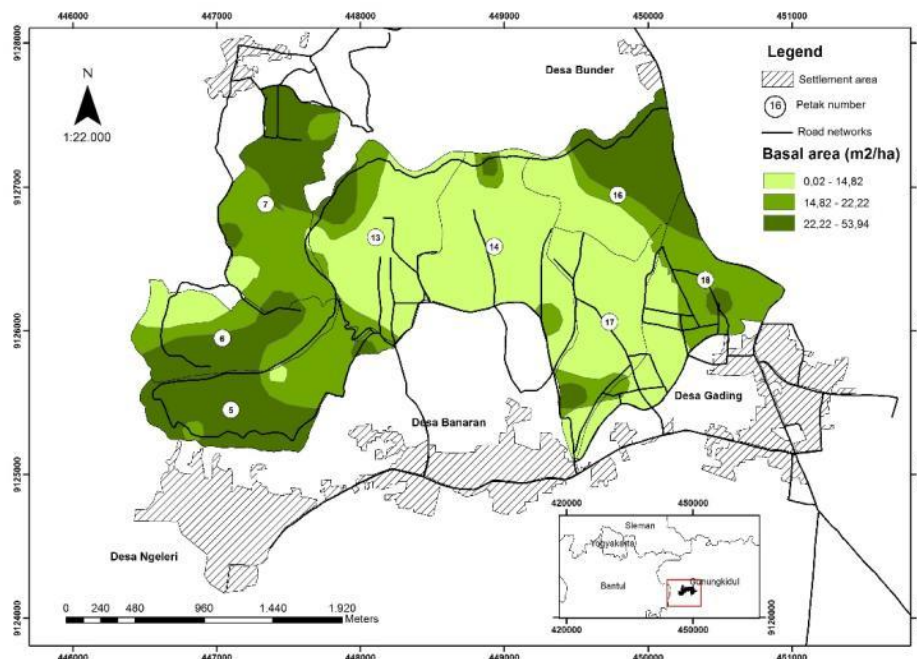 446000 447000 448000 449000 450000 451000
9128000
9127000
9126000
9125000
9124000
N
1:22.000
Desa Bunder
Legend
Settlement area
16 Petak number
Road networks
Basal area (m2/ha)
0,02 - 14,82
14,82 - 22,22
22,22 - 53,94
7
13
14
16
18
6
17
5
Desa Banaran
Desa Gading
Desa Ngeleri
0 240 480 960 1.440 1.920
Meters
420000 450000
Sleman
Yogyakarta
Bantul
Gunungkidul
9120000
420000 450000
446000 447000 448000 449000 450000 451000